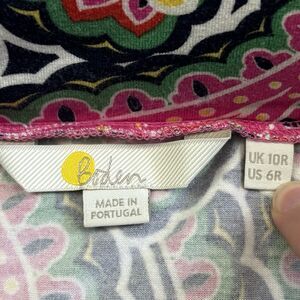 Boden
MADE IN
PORTUGAL
UK 10R
US 6R